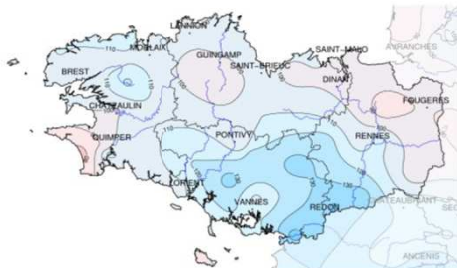 LANNION
MORLAIX
GUINGAMP
SAINT-BRIEUC
SAINT-MALO
AVRANCHES
BREST
DINAN
FOUGERES
CHATEAULIN
QUIMPER
PONTIVY
RENNES
LORIENT
VANNES
REDON
CHATEAUBRIANT
ANCENIS